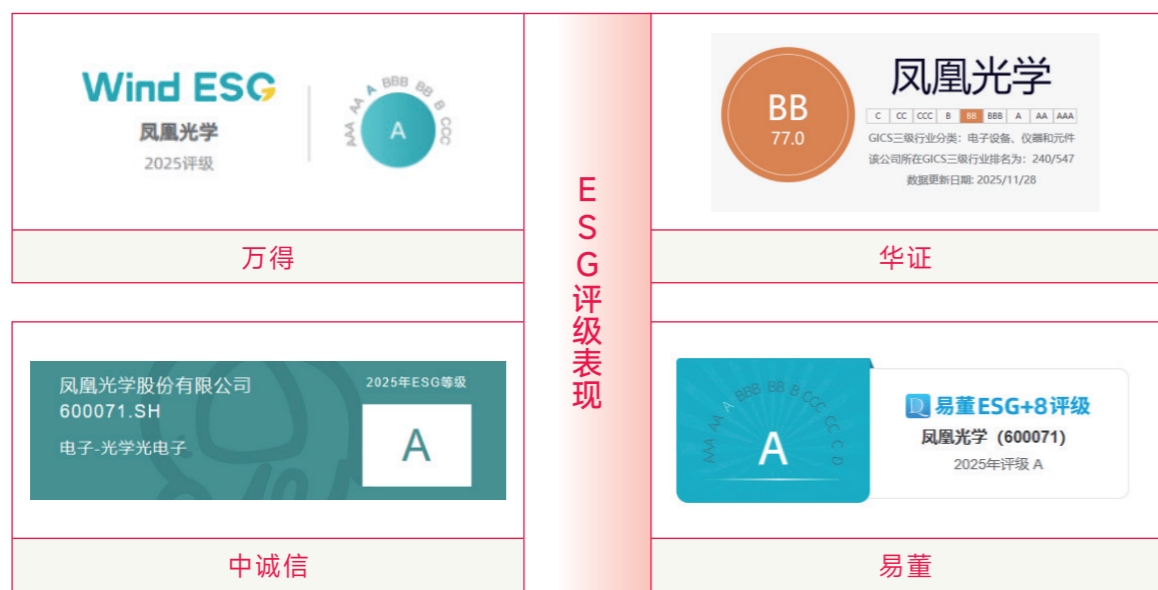 Wind ESG
凤凰光学
2025评级
AAA AA A BBB BB B CCC
A
万得
ESG评级表现
BB
77.0
凤凰光学
C CC CCC B BB BBB A AA AAA
GICS三级行业分类：电子设备、仪器和元件
该公司所在GICS三级行业排名为：240/547
数据更新日期: 2025/11/28
华证
凤凰光学股份有限公司
600071.SH
电子-光学光电子
2025年ESG等级
A
中诚信
AAA AA A BBB BB B CCC CC C D
A
易董ESG+8评级
凤凰光学（600071）
2025年评级 A
易董